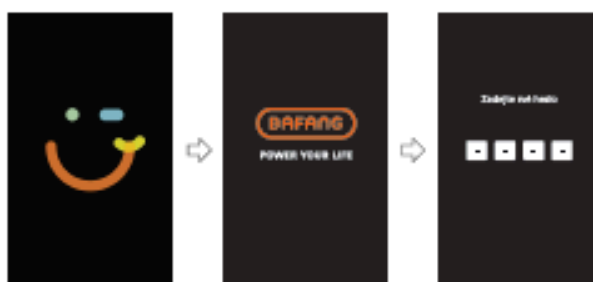 BAFANG
POWER YOUR LIFE
Zadejte své heslo
- - - -